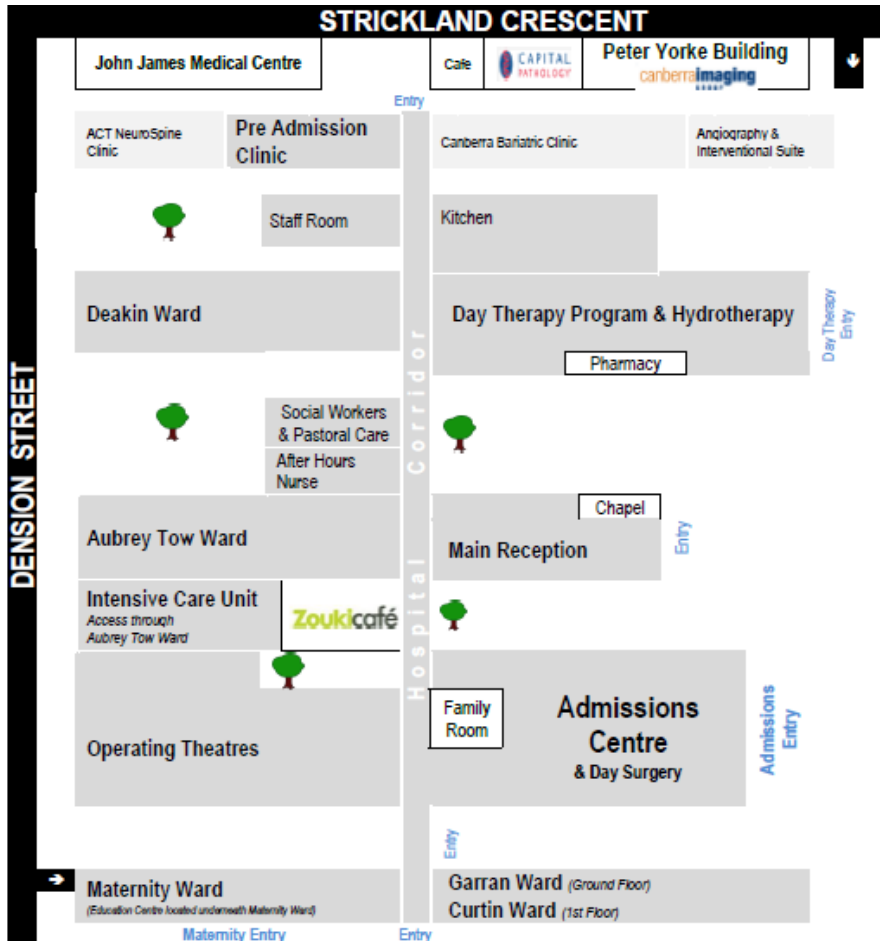 STRICKLAND CRESCENT
John James Medical Centre
Cafe
CAPITAL
PATHOLOGY
Peter Yorke Building
canberraimaging
GROUP
Entry
ACT NeuroSpine
Clinic
Pre Admission
Clinic
Canberra Bariatric Clinic
Angiography &
Interventional Suite
Staff Room
Kitchen
Deakin Ward
Day Therapy Program & Hydrotherapy
Day Therapy
Entry
Pharmacy
DENSION STREET
Hospital Corridor
Social Workers
& Pastoral Care
After Hours
Nurse
Chapel
Aubrey Tow Ward
Main Reception
Entry
Intensive Care Unit
Access through
Aubrey Tow Ward
Zoukicafé
Family
Room
Admissions
Centre
& Day Surgery
Admissions
Entry
Operating Theatres
Entry
Maternity Ward
(Education Centre located underneath Maternity Ward)
Garran Ward (Ground Floor)
Curtin Ward (1st Floor)
Maternity Entry
Entry